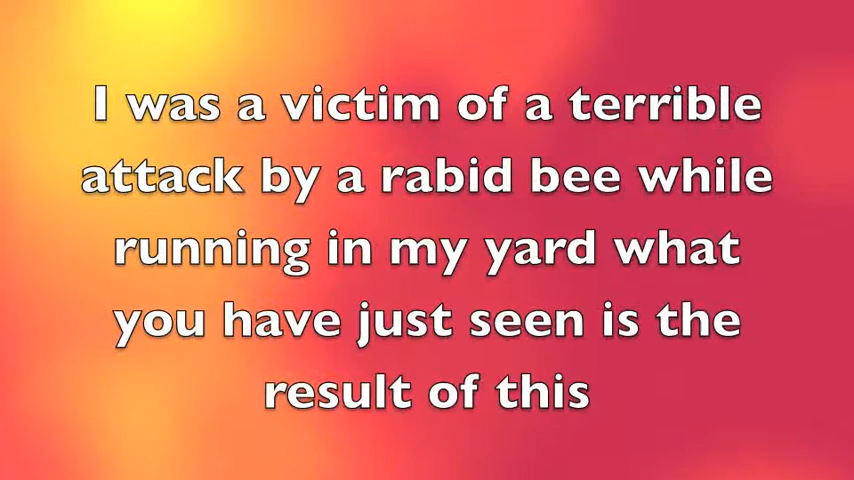 I was a victim of a terrible
attack by a rabid bee while
running in my yard what
you have just seen is the
result of this